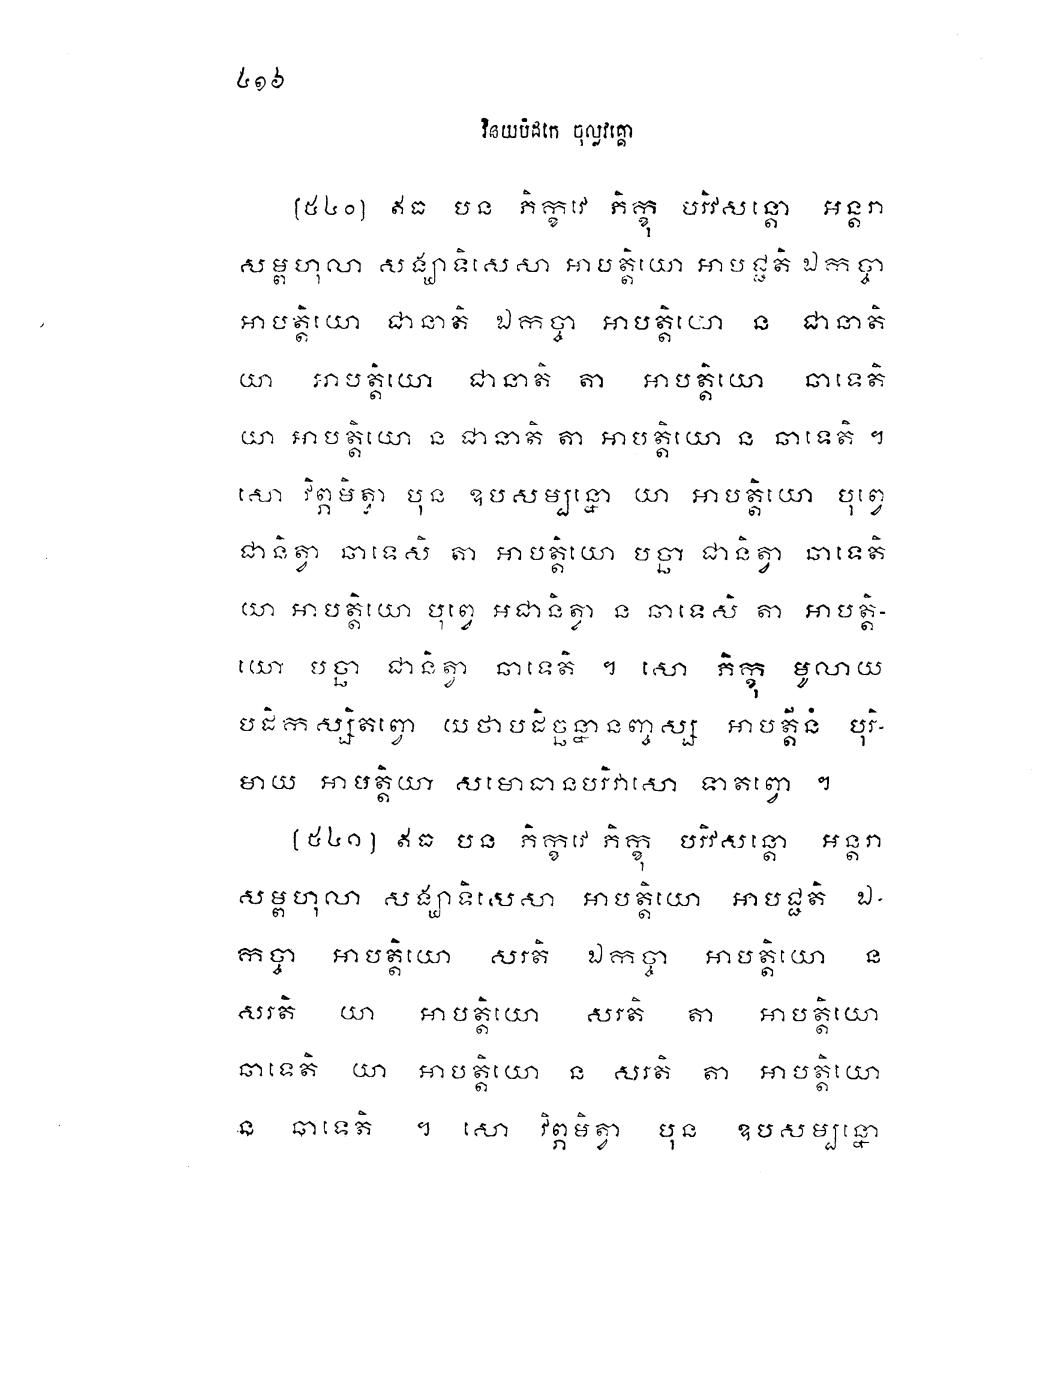 ៤១៦
វិនយបិដកេ ចុល្លវគ្គោ
(៥៤០) ឥធ បន ភិក្ខវេ ភិក្ខុ បរិវសន្តោ អន្តរា
សម្ពហុលា សង្ឃាទិសេសា អាបត្តិយោ អាបជ្ជតិ ឯកច្ចា
អាបត្តិយោ ជានាតិ ឯកច្ចា អាបត្តិយោ ន ជានាតិ
យា អាបត្តិយោ ជានាតិ តា អាបត្តិយោ ឆាទេតិ
យា អាបត្តិយោ ន ជានាតិ តា អាបត្តិយោ ន ឆាទេតិ ។
សោ វិព្ភមិត្វា បុន ឧបសម្បន្នោ យា អាបត្តិយោ បុព្វេ
ជានិត្វា ឆាទេសិ តា អាបត្តិយោ បច្ឆា ជានិត្វា ឆាទេតិ
យា អាបត្តិយោ បុព្វេ អជានិត្វា ន ឆាទេសិ តា អាបត្តិ-
យោ បច្ឆា ជានិត្វា ឆាទេតិ ។ សោ ភិក្ខុ មូលាយ
បដិកស្សិតព្វោ យថាបដិច្ឆន្នានញ្ចស្ស អាបត្តីនំ បុរិ-
មាយ អាបត្តិយា សមោធានបរិវាសោ ទាតព្វោ ។
(៥៤១) ឥធ បន ភិក្ខវេ ភិក្ខុ បរិវសន្តោ អន្តរា
សម្ពហុលា សង្ឃាទិសេសា អាបត្តិយោ អាបជ្ជតិ ឯ-
កច្ចា អាបត្តិយោ សរតិ ឯកច្ចា អាបត្តិយោ ន
សរតិ យា អាបត្តិយោ សរតិ តា អាបត្តិយោ
ឆាទេតិ យា អាបត្តិយោ ន សរតិ តា អាបត្តិយោ
ន ឆាទេតិ ។ សោ វិព្ភមិត្វា បុន ឧបសម្បន្នោ